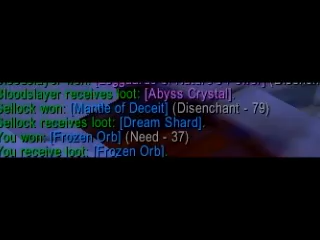 Bloodslayer receives loot: [Abyss Crystal].
Sellock won: [Mantle of Deceit] (Disenchant - 79)
Sellock receives loot: [Dream Shard].
You won: [Frozen Orb] (Need - 37)
You receive loot: [Frozen Orb].